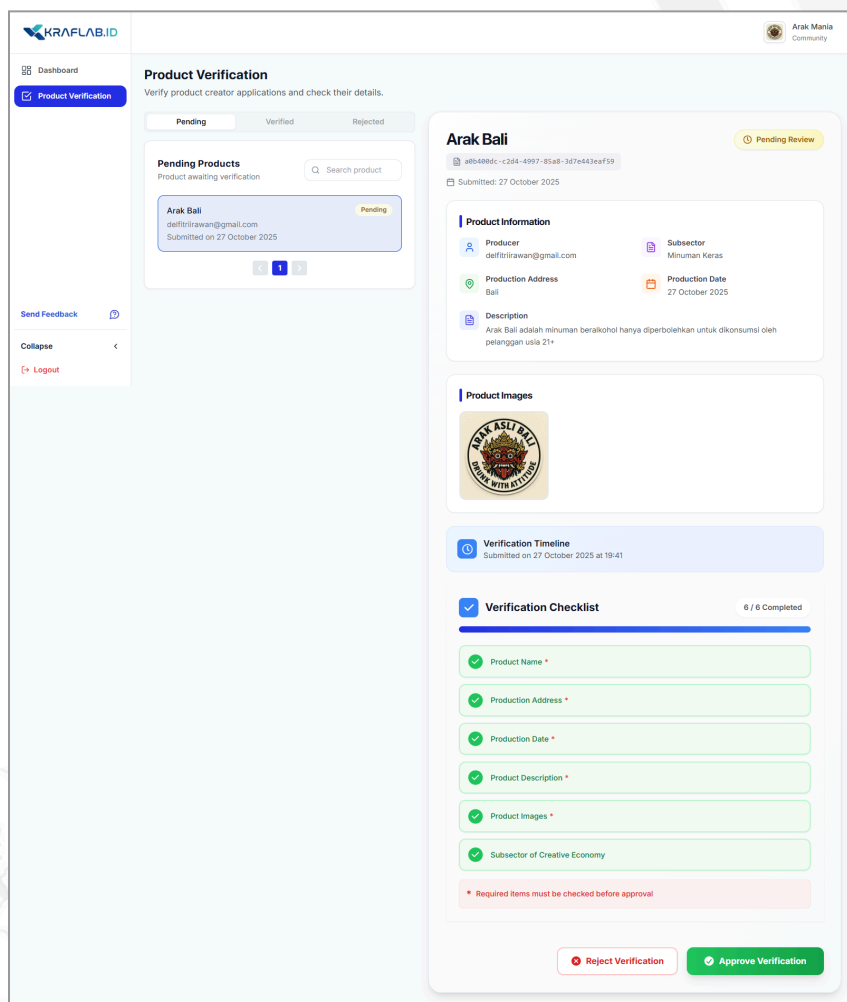 KRAFLAB.ID
Arak Mania
Community
Dashboard
Product Verification
Send Feedback
Collapse
Logout
Product Verification
Verify product creator applications and check their details.
Pending Verified Rejected
Pending Products
Product awaiting verification
Search product
Arak Bali
Pending
delfitriirawan@gmail.com
Submitted on 27 October 2025
1
Arak Bali
Pending Review
a0b400dc-c2d4-4997-85a8-3d7e443eaf59
Submitted: 27 October 2025
Product Information
Producer
delfitriirawan@gmail.com
Subsector
Minuman Keras
Production Address
Bali
Production Date
27 October 2025
Description
Arak Bali adalah minuman beralkohol hanya diperbolehkan untuk dikonsumsi oleh
pelanggan usia 21+
Product Images
ARAK ASLI BALI
DRUNK WITH ATTITUDE
Verification Timeline
Submitted on 27 October 2025 at 19:41
Verification Checklist
6 / 6 Completed
Product Name *
Production Address *
Production Date *
Product Description *
Product Images *
Subsector of Creative Economy
* Required items must be checked before approval
Reject Verification
Approve Verification